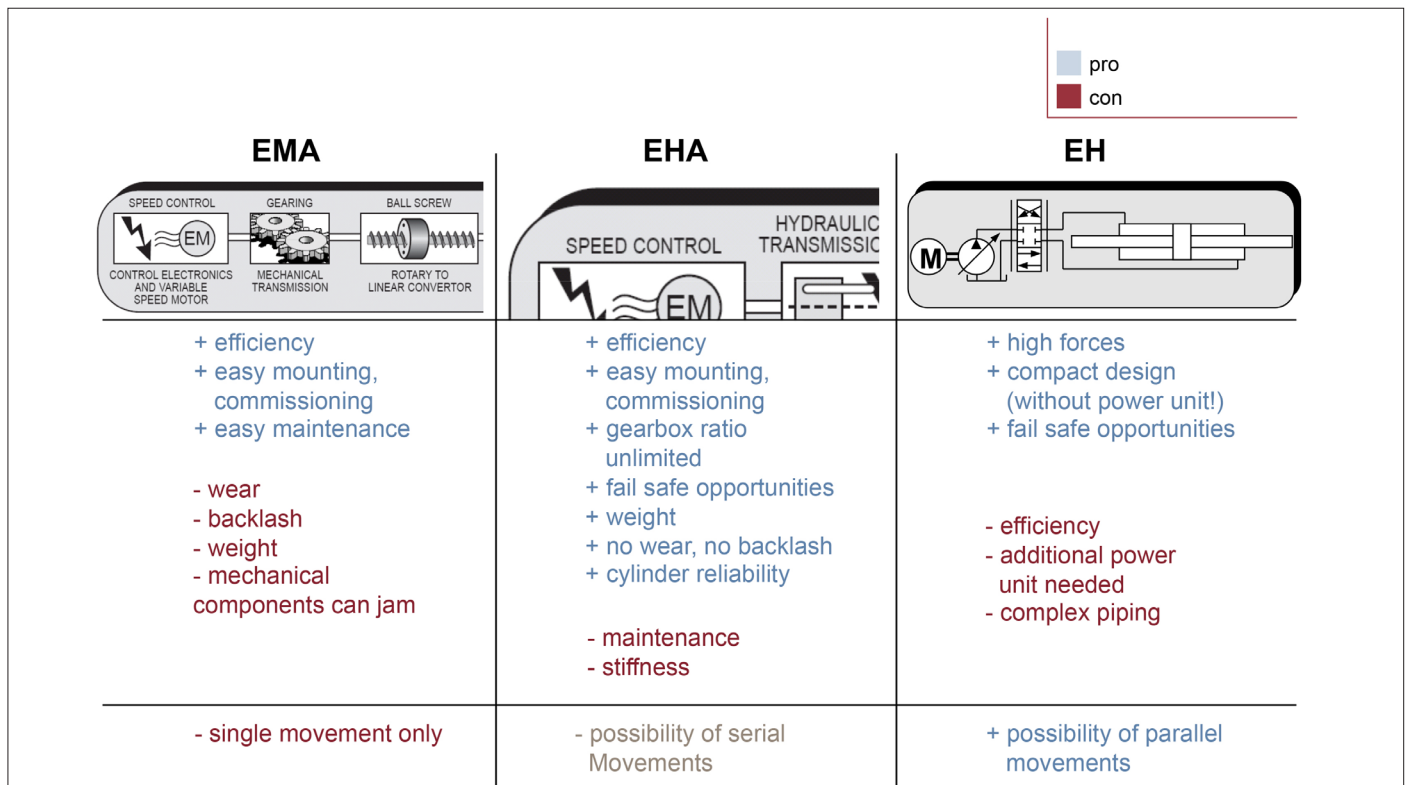 pro
con
EMA
EHA
EH
SPEED CONTROL
GEARING
BALL SCREW
EM
CONTROL ELECTRONICS
AND VARIABLE
SPEED MOTOR
MECHANICAL
TRANSMISSION
ROTARY TO
LINEAR CONVERTOR
SPEED CONTROL
HYDRAULIC
TRANSMISSIO
EM
M
+ efficiency
+ easy mounting,
commissioning
+ easy maintenance
- wear
- backlash
- weight
- mechanical
components can jam
+ efficiency
+ easy mounting,
commissioning
+ gearbox ratio
unlimited
+ fail safe opportunities
+ weight
+ no wear, no backlash
+ cylinder reliability
- maintenance
- stiffness
+ high forces
+ compact design
(without power unit!)
+ fail safe opportunities
- efficiency
- additional power
unit needed
- complex piping
- single movement only
- possibility of serial
Movements
+ possibility of parallel
movements